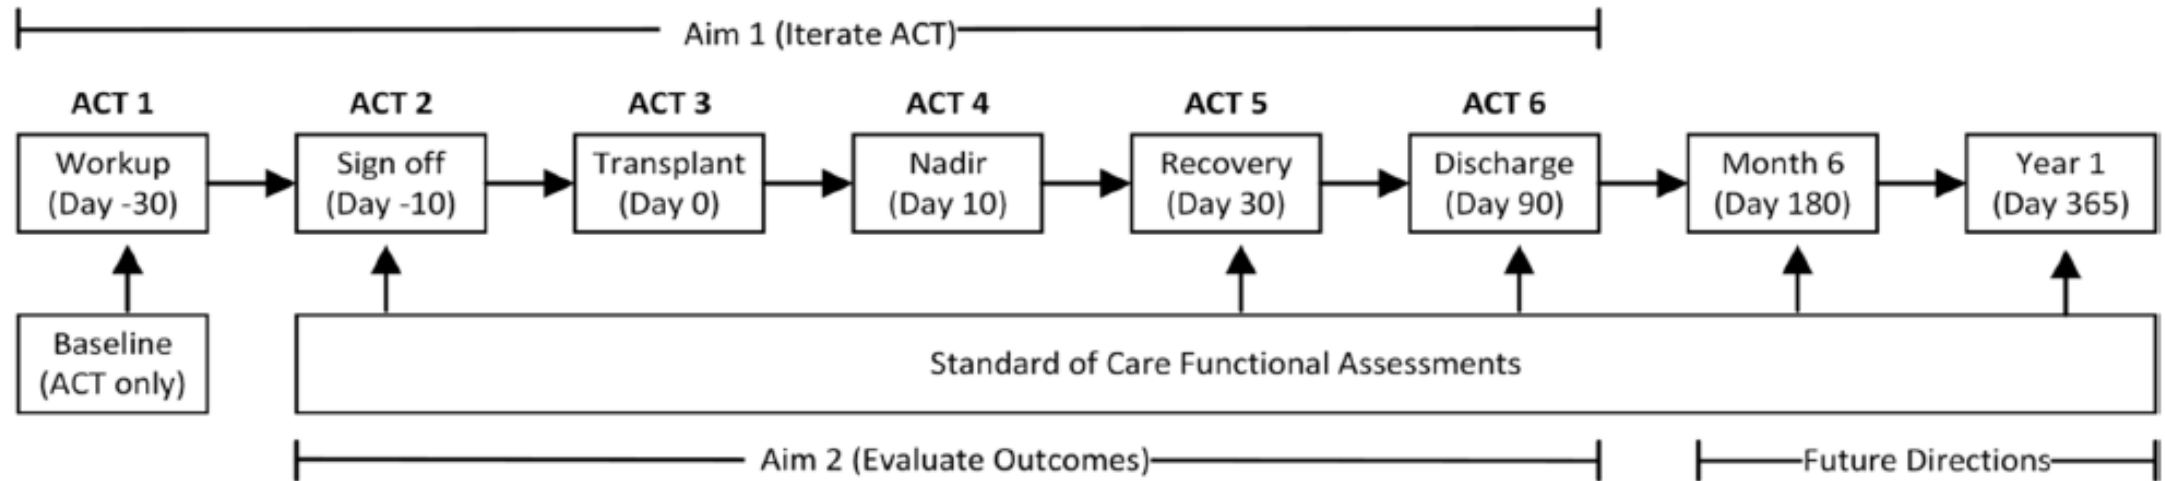 Aim 1 (Iterate ACT)
ACT 1
ACT 2
ACT 3
ACT 4
ACT 5
ACT 6
Workup
(Day -30)
Sign off
(Day -10)
Transplant
(Day 0)
Nadir
(Day 10)
Recovery
(Day 30)
Discharge
(Day 90)
Month 6
(Day 180)
Year 1
(Day 365)
Baseline
(ACT only)
Standard of Care Functional Assessments
Aim 2 (Evaluate Outcomes)
Future Directions